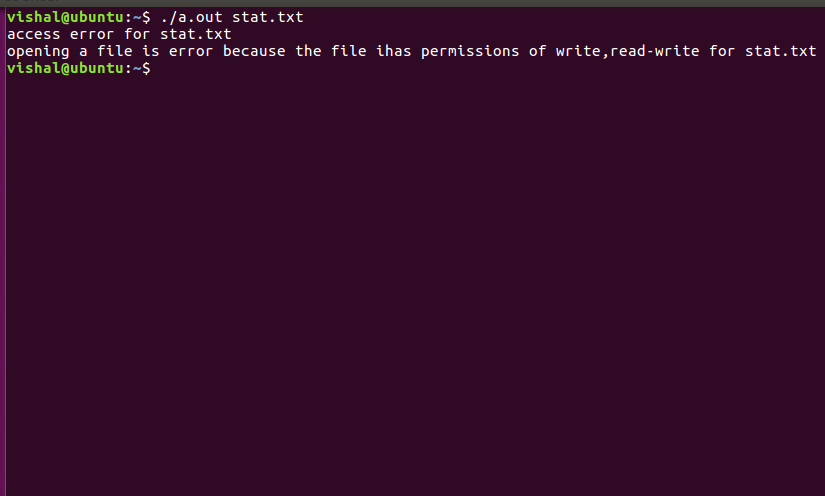 vishal@ubuntu:~$ ./a.out stat.txt
access error for stat.txt
opening a file is error because the file ihas permissions of write,read-write for stat.txt
vishal@ubuntu:~$